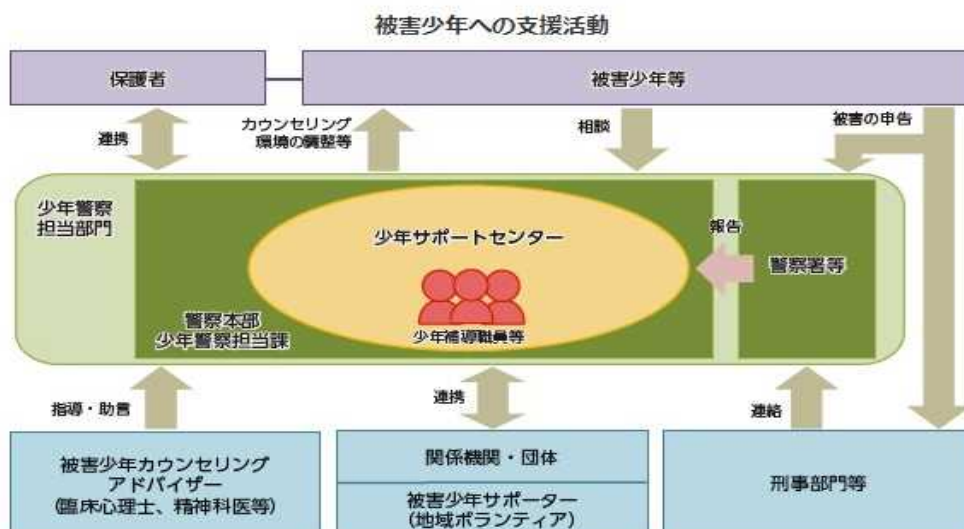 被害少年への支援活動
保護者
被害少年等
連携
カウンセリング
環境の調整等
相談
被害の申告
少年警察
担当部門
少年サポートセンター
報告
警察署等
少年補導職員等
警察本部
少年警察担当課
指導・助言
連携
連絡
被害少年カウンセリング
アドバイザー
(臨床心理士、精神科医等)
関係機関・団体
被害少年サポーター
(地域ボランティア)
刑事部門等